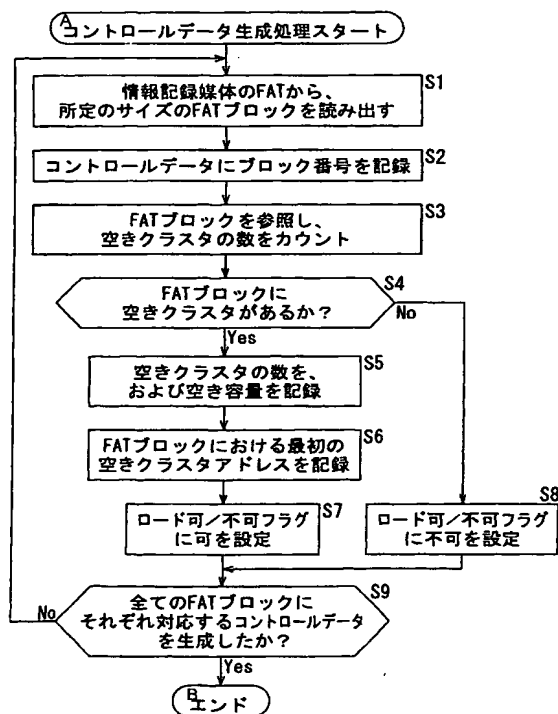 A
コントロールデータ生成処理スタート
S1
情報記録媒体のFATから、
所定のサイズのFATブロックを読み出す
S2
コントロールデータにブロック番号を記録
S3
FATブロックを参照し、
空きクラスタの数をカウント
S4
FATブロックに
空きクラスタがあるか？
No
Yes
S5
空きクラスタの数を、
および空き容量を記録
S6
FATブロックにおける最初の
空きクラスタアドレスを記録
S7
ロード可/不可フラグ
に可を設定
S8
ロード可/不可フラグ
に不可を設定
S9
全てのFATブロックに
それぞれ対応するコントロールデータ
を生成したか？
No
Yes
B
エンド